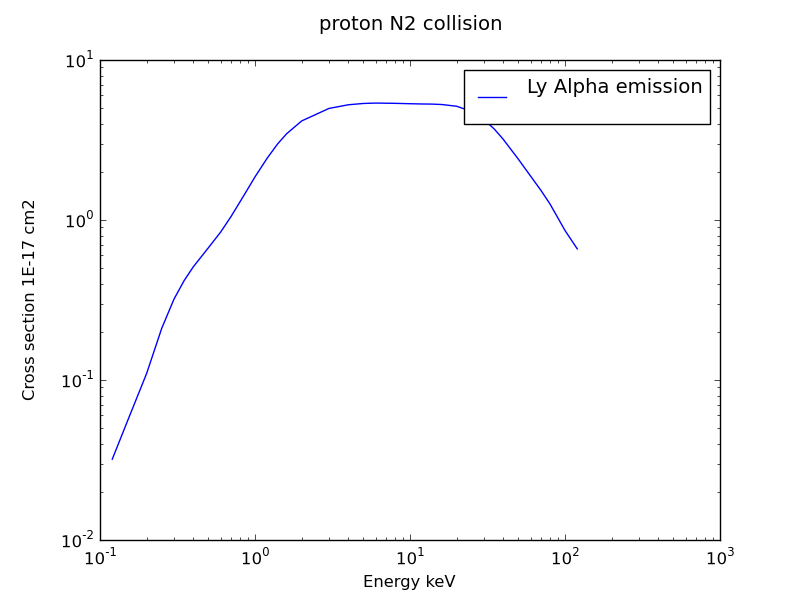 proton N2 collision
10^1
10^0
10^-1
10^-2
Cross section 1E-17 cm2
Ly Alpha emission
10^-1
10^0
10^1
10^2
10^3
Energy keV